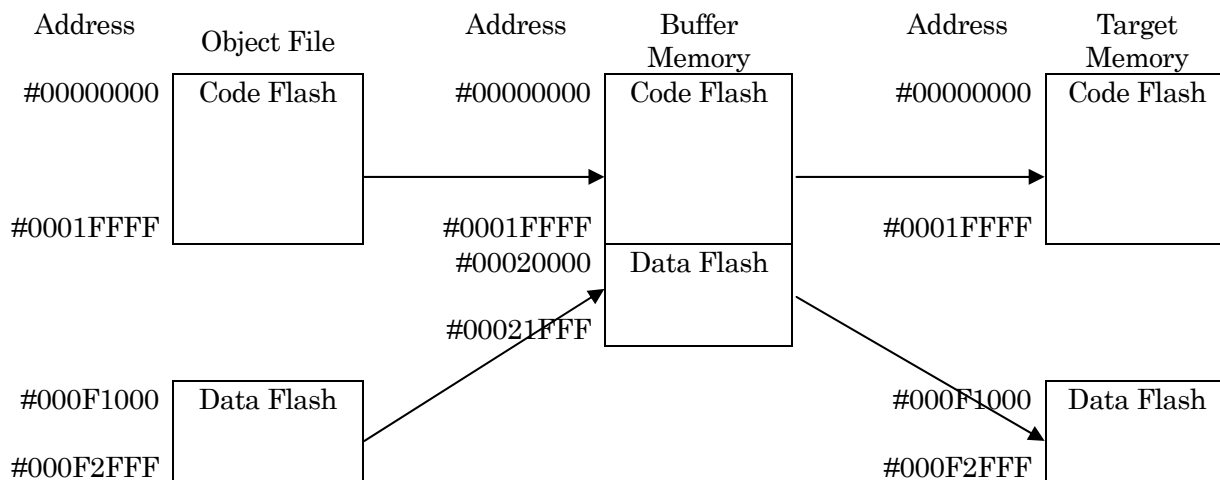 Address
Object File
Address
Buffer
Memory
Address
Target
Memory
#00000000
Code Flash
#00000000
Code Flash
#00000000
Code Flash
#0001FFFF
#0001FFFF
#0001FFFF
#00020000
Data Flash
#00021FFF
#000F1000
Data Flash
#000F1000
Data Flash
#000F2FFF
#000F2FFF